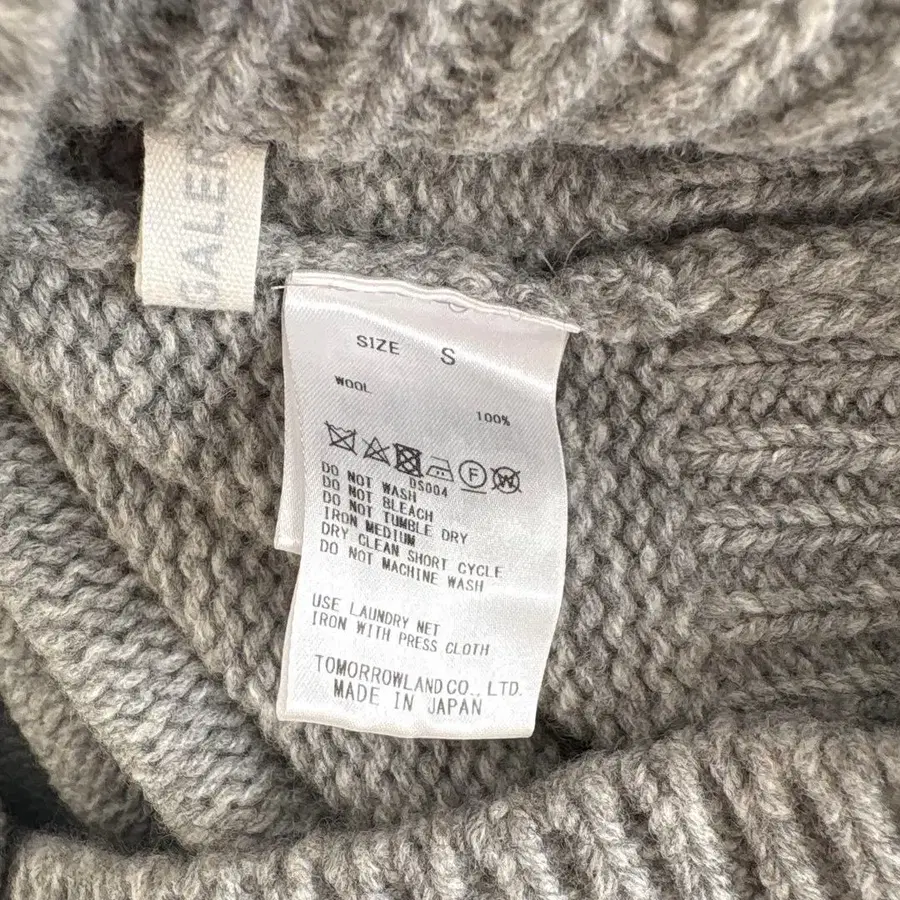 GALER
SIZE S
WOOL
100%
F W
DS004
DO NOT WASH
DO NOT BLEACH
DO NOT TUMBLE DRY
IRON MEDIUM
DRY CLEAN SHORT CYCLE
DO NOT MACHINE WASH
USE LAUNDRY NET
IRON WITH PRESS CLOTH
TOMORROWLAND CO., LTD.
MADE IN JAPAN